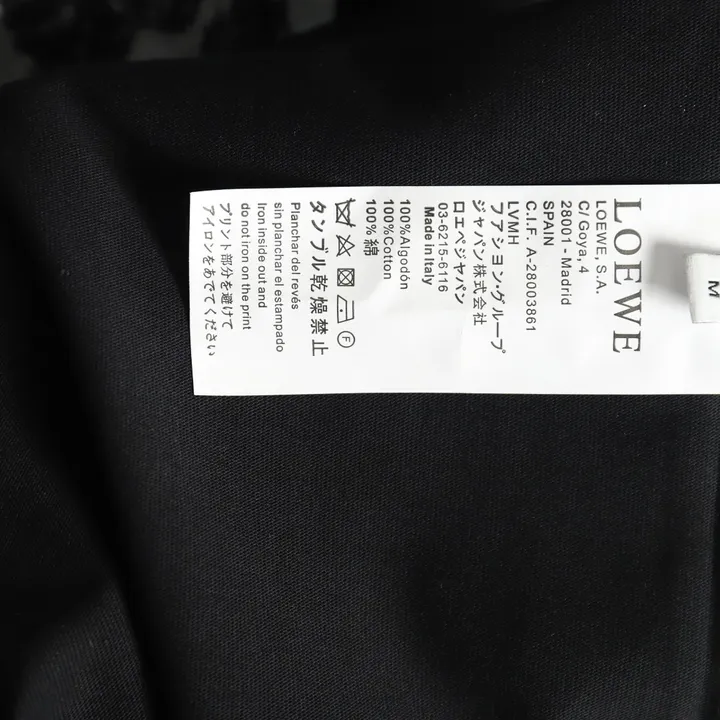 LOEWE
LOEWE, S.A.
C/ Goya, 4
28001 - Madrid
SPAIN
C.I.F. A-28003861
LVMH
フアシヨン・グループ
ジャパン株式会社
ロエベジャパン
03-6215-6116
Made in Italy
100%Algodón
100%Cotton
100%綿
F
タンブル乾燥禁止
Planchar del revés
sin planchar el estampado
Iron inside out and
do not iron on the print
プリント部分を避けて
アイロンをあててください
M